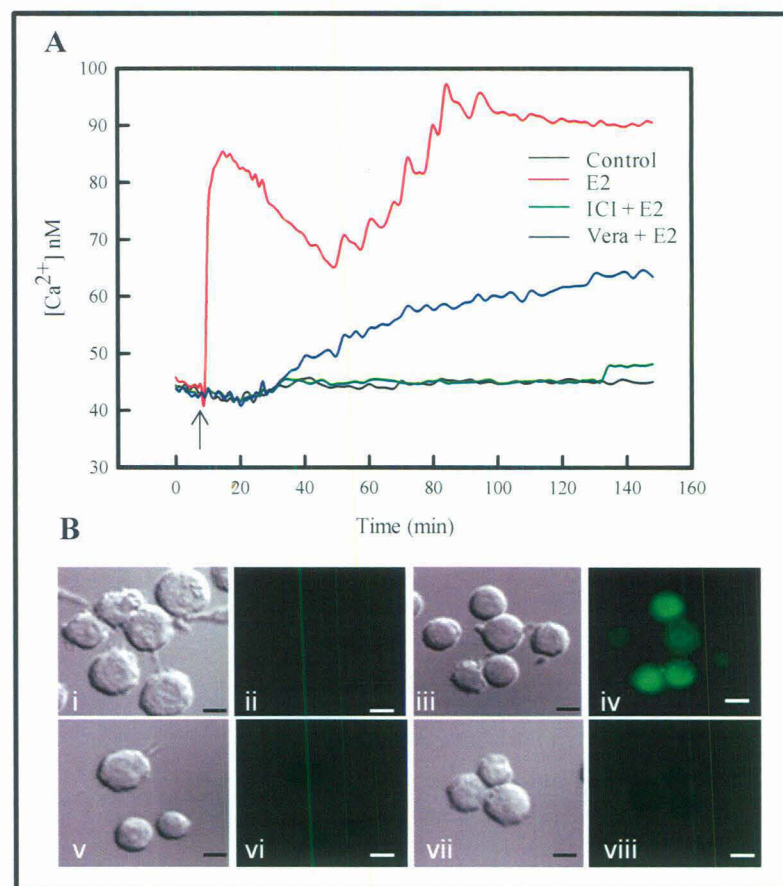 A
100
90
80
70
60
50
40
30
[Ca2+] nM
Control
E2
ICI + E2
Vera + E2
0 20 40 60 80 100 120 140 160
Time (min)
B
i ii iii iv
v vi vii viii